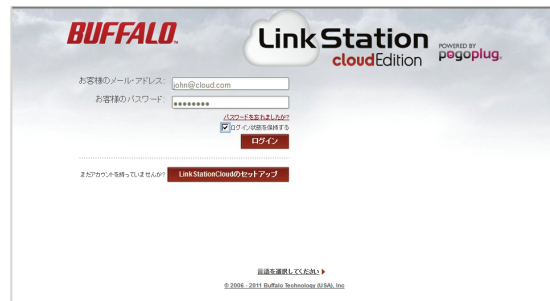 BUFFALO
LinkStation cloudEdition
POWERED BY pogoplug.
お客様のメール・アドレス:
john@cloud.com
お客様のパスワード:
••••••••
パスワードを忘れましたか?
ログイン状態を保持する
ログイン
まだアカウントを持っていませんか?
LinkStationCloudのセットアップ
言語を選択してください
© 2006 - 2011 Buffalo Technology (USA), Inc